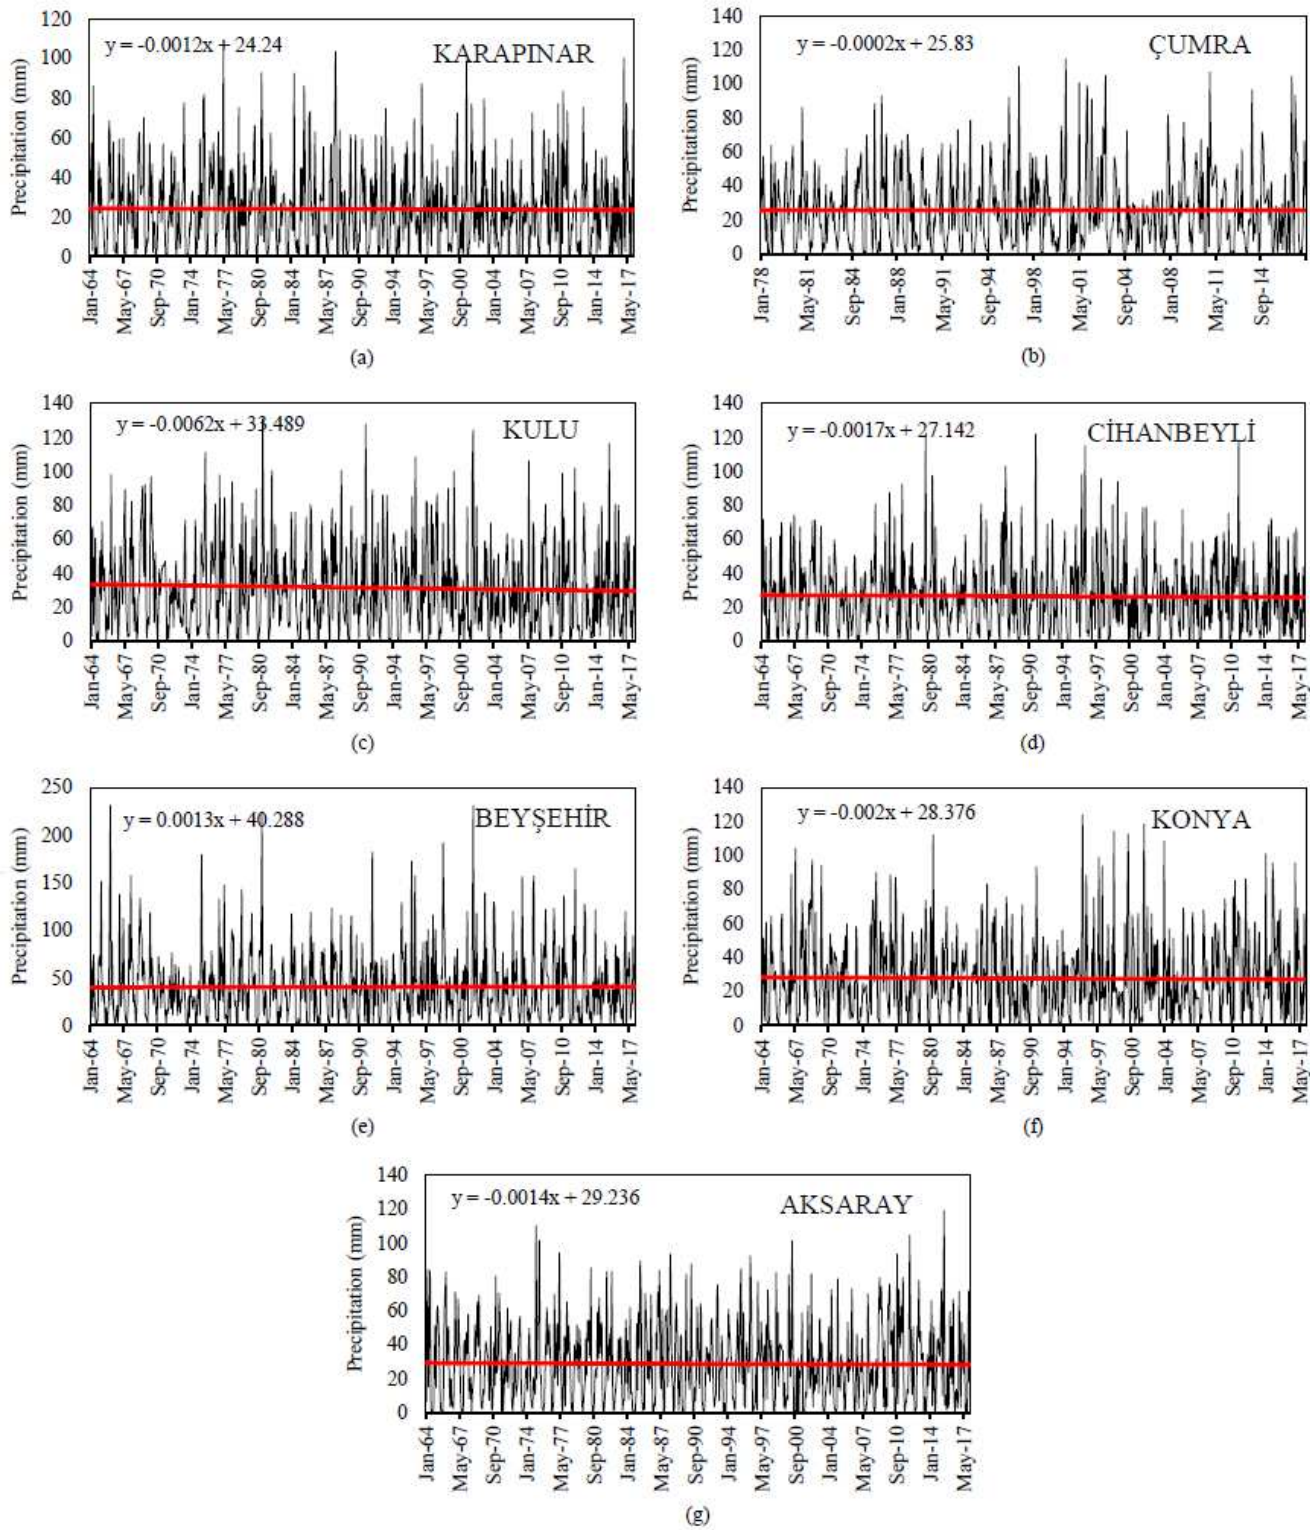 120
100
80
60
40
20
0
Precipitation (mm)
y = -0.0012x + 24.24
KARAPINAR
Jan-64
May-67
Sep-70
Jan-74
May-77
Sep-80
Jan-84
May-87
Sep-90
Jan-94
May-97
Sep-00
Jan-04
May-07
Sep-10
Jan-14
May-17
(a)
140
120
100
80
60
40
20
0
Precipitation (mm)
y = -0.0002x + 25.83
ÇUMRA
Jan-78
May-81
Sep-84
Jan-88
May-91
Sep-94
Jan-98
May-01
Sep-04
Jan-08
May-11
Sep-14
(b)
140
120
100
80
60
40
20
0
Precipitation (mm)
y = -0.0062x + 33.489
KULU
Jan-64
May-67
Sep-70
Jan-74
May-77
Sep-80
Jan-84
May-87
Sep-90
Jan-94
May-97
Sep-00
Jan-04
May-07
Sep-10
Jan-14
May-17
(c)
140
120
100
80
60
40
20
0
Precipitation (mm)
y = -0.0017x + 27.142
CİHANBEYLİ
Jan-64
May-67
Sep-70
Jan-74
May-77
Sep-80
Jan-84
May-87
Sep-90
Jan-94
May-97
Sep-00
Jan-04
May-07
Sep-10
Jan-14
May-17
(d)
250
200
150
100
50
0
Precipitation (mm)
y = 0.0013x + 40.288
BEYŞEHİR
Jan-64
May-67
Sep-70
Jan-74
May-77
Sep-80
Jan-84
May-87
Sep-90
Jan-94
May-97
Sep-00
Jan-04
May-07
Sep-10
Jan-14
May-17
(e)
140
120
100
80
60
40
20
0
Precipitation (mm)
y = -0.002x + 28.376
KONYA
Jan-64
May-67
Sep-70
Jan-74
May-77
Sep-80
Jan-84
May-87
Sep-90
Jan-94
May-97
Sep-00
Jan-04
May-07
Sep-10
Jan-14
May-17
(f)
140
120
100
80
60
40
20
0
Precipitation (mm)
y = -0.0014x + 29.236
AKSARAY
Jan-64
May-67
Sep-70
Jan-74
May-77
Sep-80
Jan-84
May-87
Sep-90
Jan-94
May-97
Sep-00
Jan-04
May-07
Sep-10
Jan-14
May-17
(g)